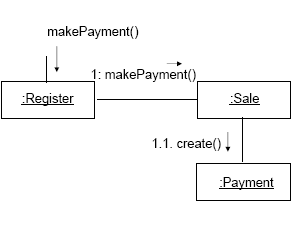 makePayment()
1: makePayment()
:Register
:Sale
1.1. create()
:Payment